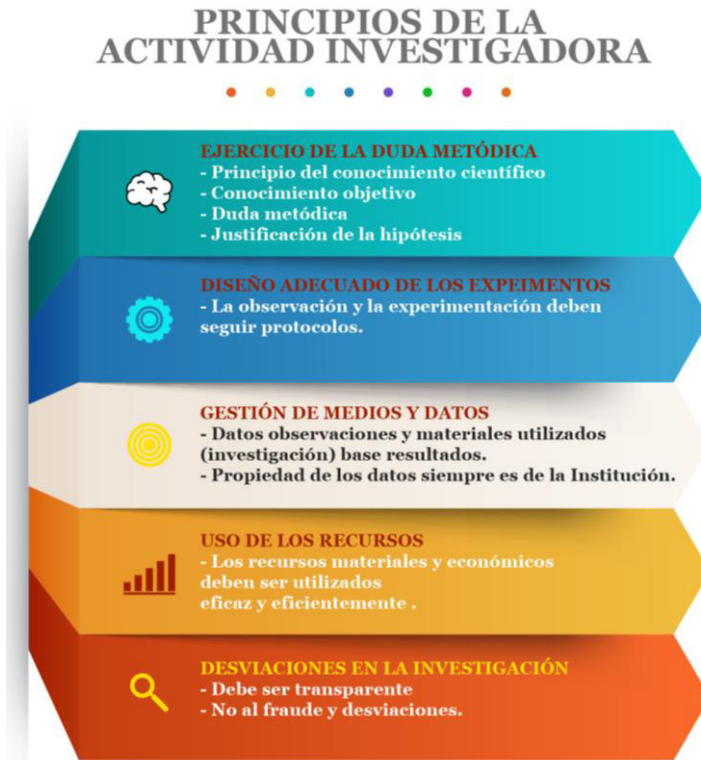 PRINCIPIOS DE LA
ACTIVIDAD INVESTIGADORA
EJERCICIO DE LA DUDA METÓDICA
- Principio del conocimiento científico
- Conocimiento objetivo
- Duda metódica
- Justificación de la hipótesis
DISEÑO ADECUADO DE LOS EXPEIMENTOS
- La observación y la experimentación deben
seguir protocolos.
GESTIÓN DE MEDIOS Y DATOS
- Datos observaciones y materiales utilizados
(investigación) base resultados.
- Propiedad de los datos siempre es de la Institución.
USO DE LOS RECURSOS
- Los recursos materiales y económicos
deben ser utilizados
eficaz y eficientemente .
DESVIACIONES EN LA INVESTIGACIÓN
- Debe ser transparente
- No al fraude y desviaciones.